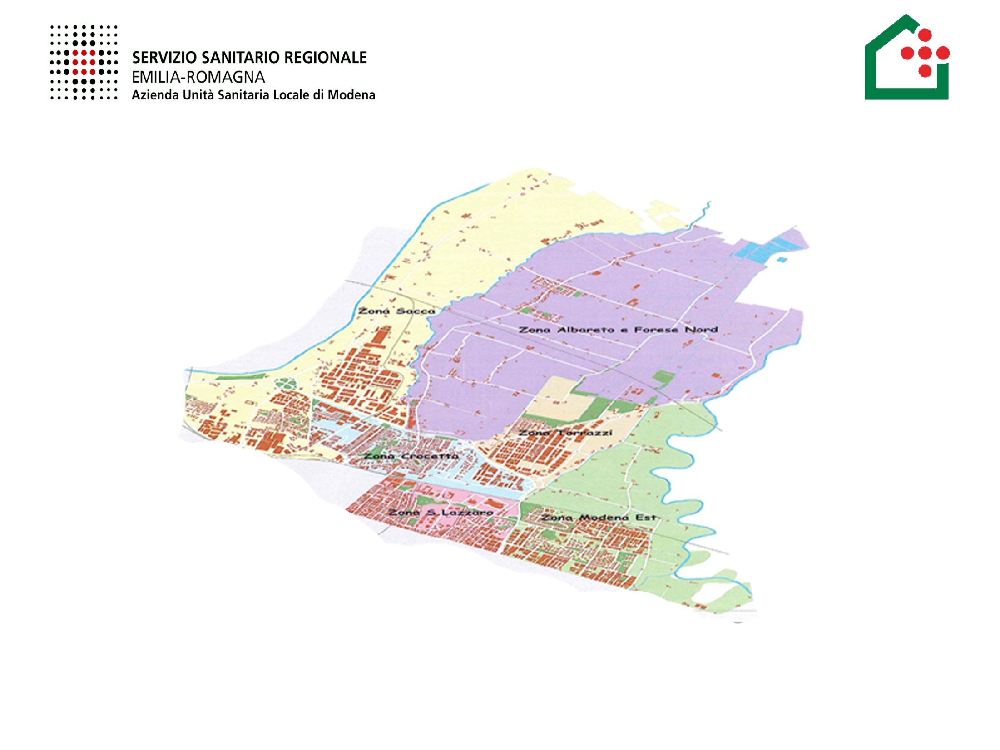 SERVIZIO SANITARIO REGIONALE
EMILIA-ROMAGNA
Azienda Unità Sanitaria Locale di Modena
Zona Sacca
Zona Albareto e Forese Nord
Zona Torrazzi
Zona Crocetta
Zona S.Lazzaro
Zona Modena Est